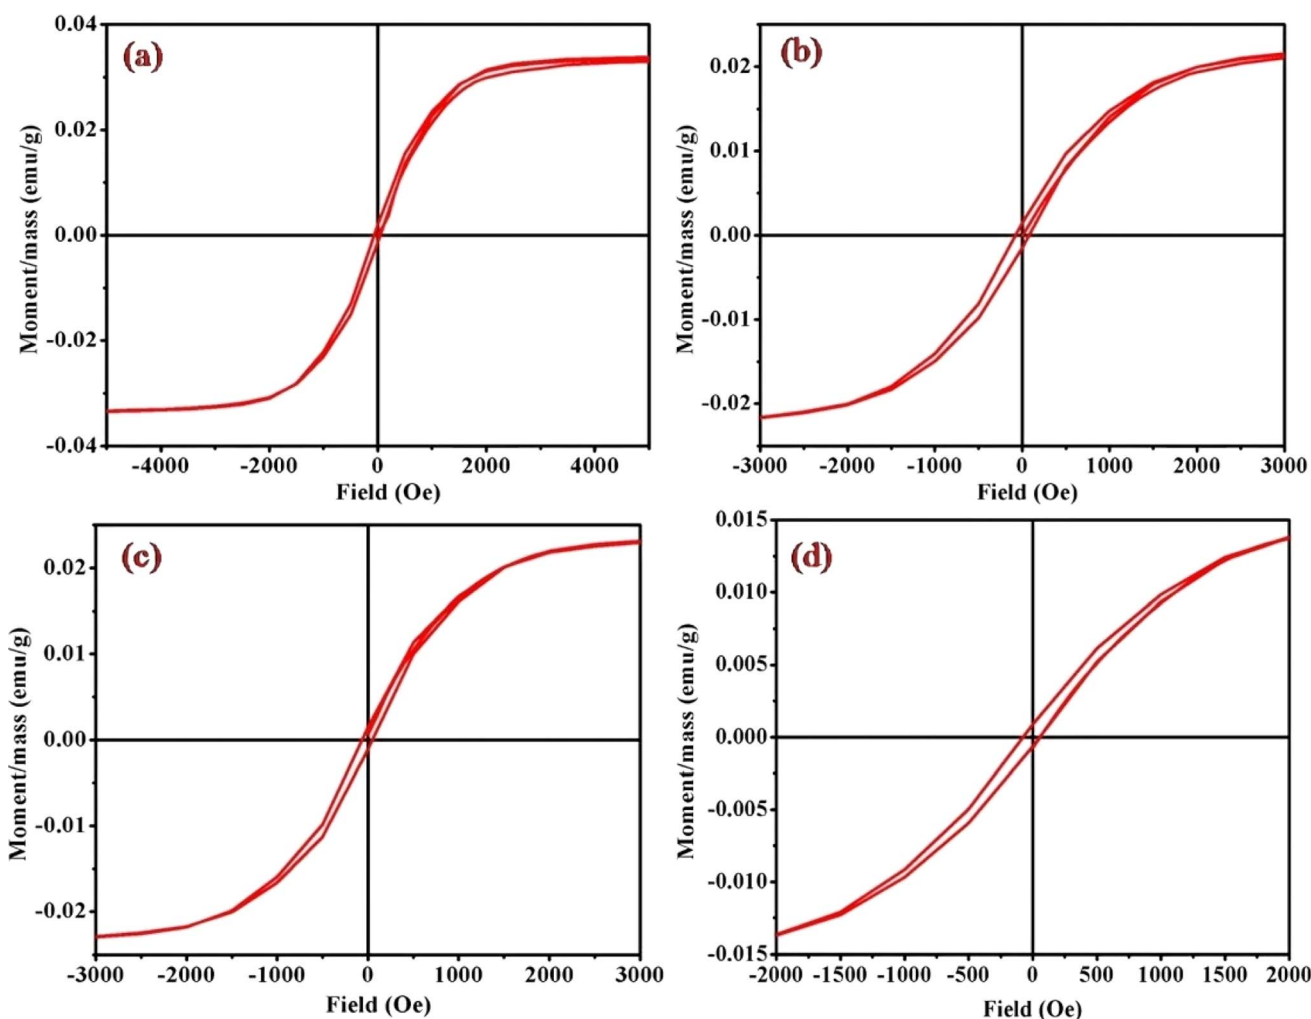 (a)
Moment/mass (emu/g)
0.04
0.02
0.00
-0.02
-0.04
-4000 -2000 0 2000 4000
Field (Oe)
(b)
Moment/mass (emu/g)
0.02
0.01
0.00
-0.01
-0.02
-3000 -2000 -1000 0 1000 2000 3000
Field (Oe)
(c)
Moment/mass (emu/g)
0.02
0.01
0.00
-0.01
-0.02
-3000 -2000 -1000 0 1000 2000 3000
Field (Oe)
(d)
Moment/mass (emu/g)
0.015
0.010
0.005
0.000
-0.005
-0.010
-0.015
-2000 -1500 -1000 -500 0 500 1000 1500 2000
Field (Oe)